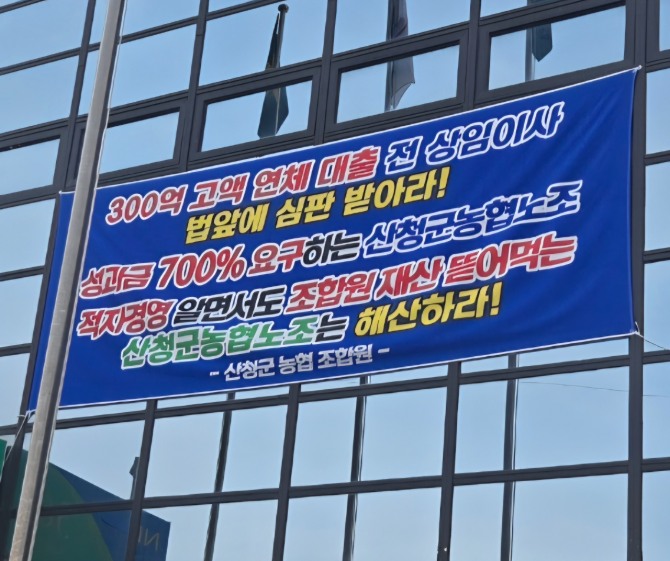 300억 고액 연체 대출 전 상임이사
법앞에 심판 받아라!
성과금 700% 요구하는 산청군농협노조
적자경영 알면서도 조합원 재산 뜯어먹는
산청군농협노조는 해산하라!
- 산청군 농협 조합원 -